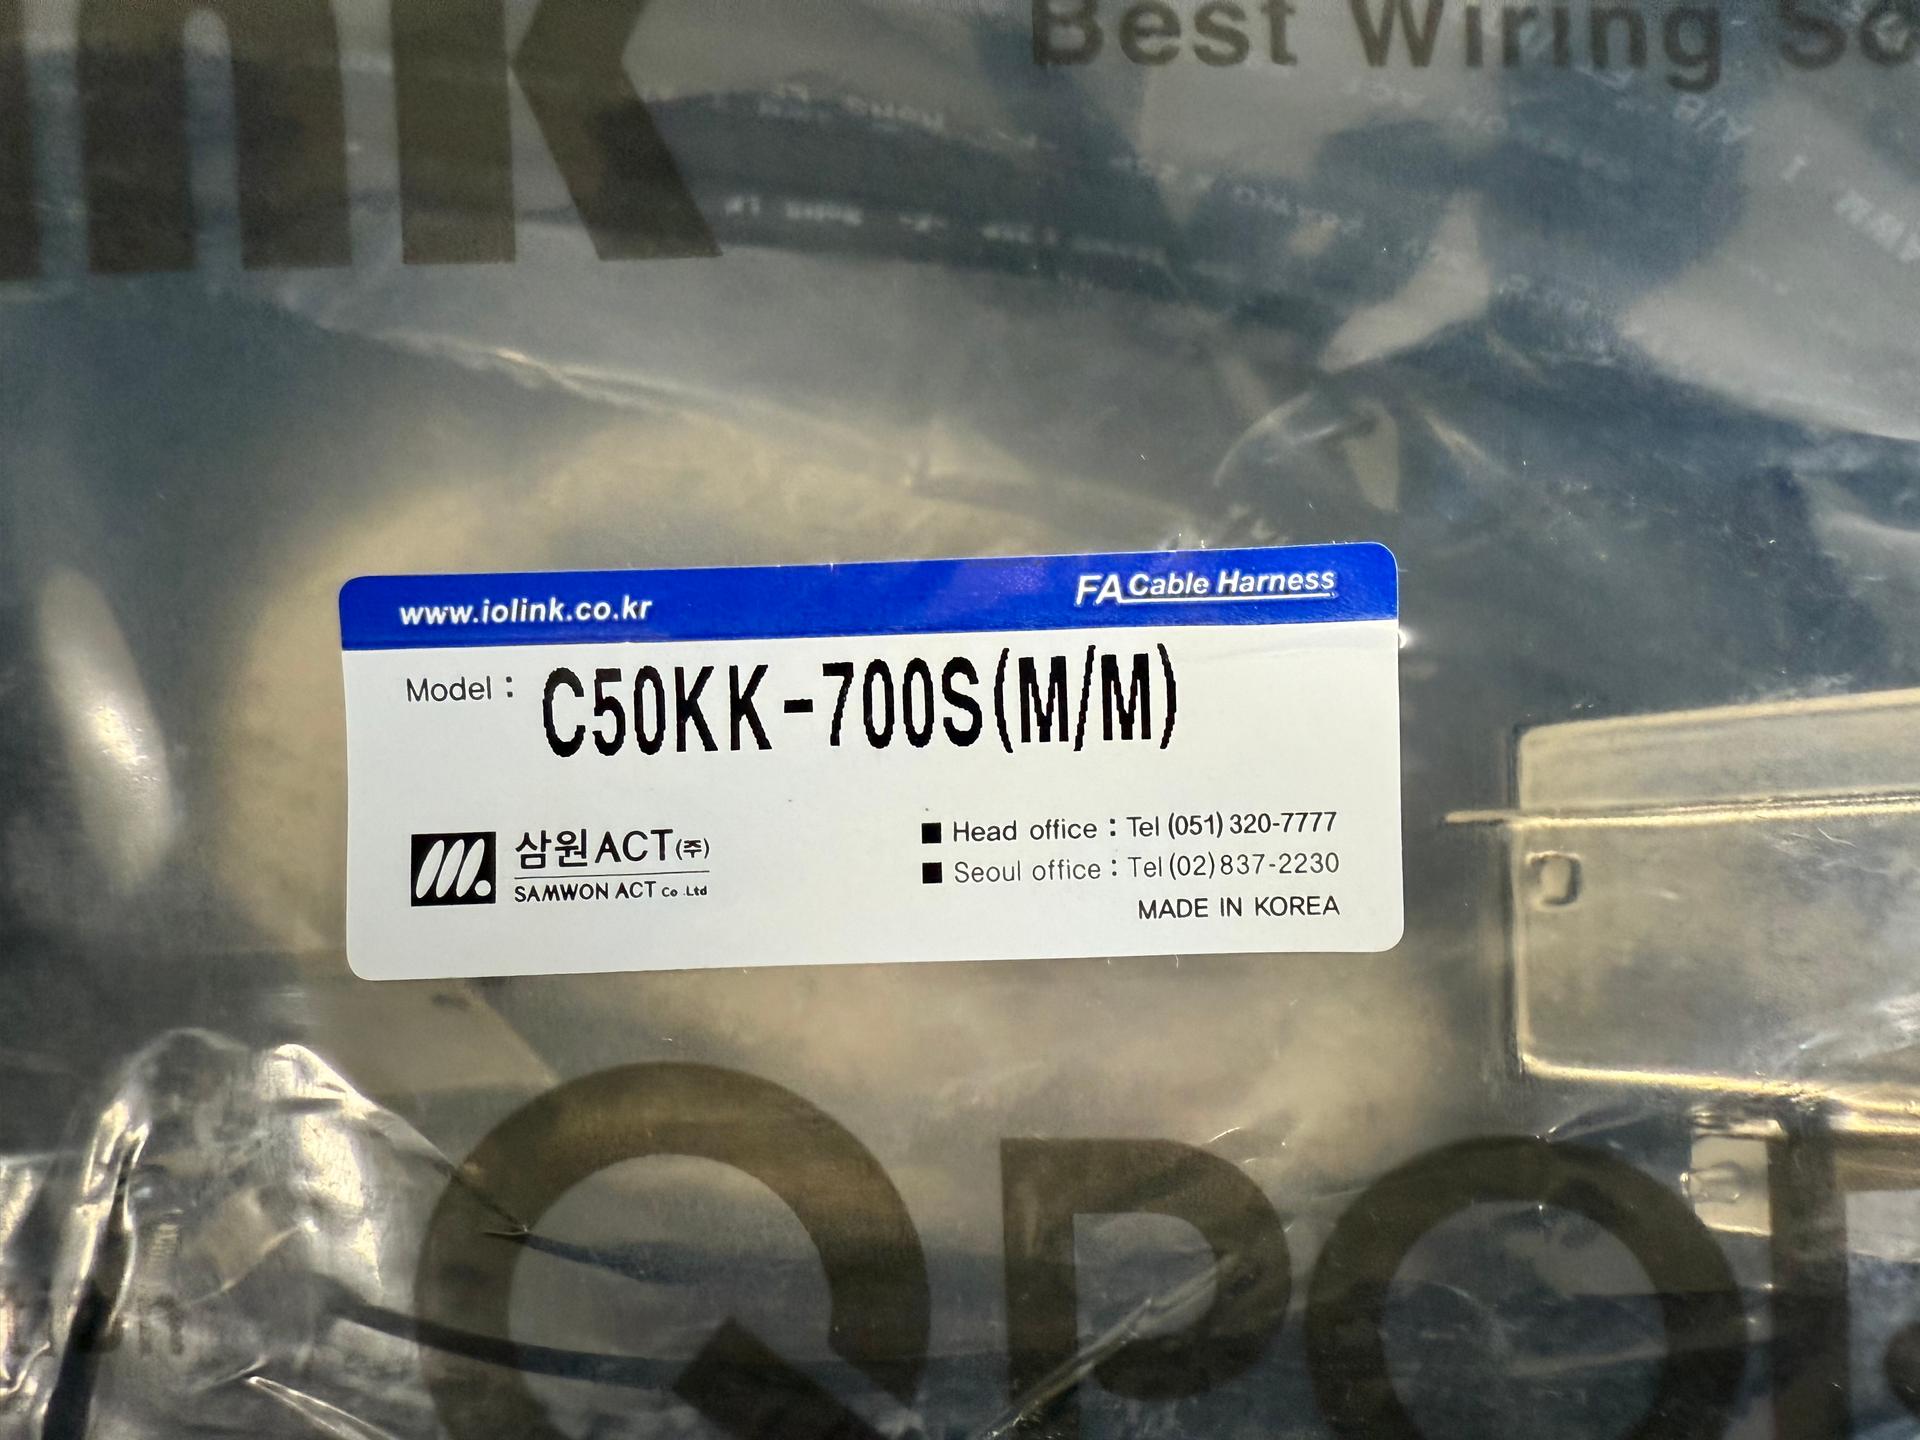 Best Wiring
www.iolink.co.kr
FA Cable Harness
Model : C50KK-700S(M/M)
삼원ACT(주)
SAMWON ACT Co .Ltd
■ Head office : Tel (051) 320-7777
■ Seoul office : Tel (02) 837-2230
MADE IN KOREA